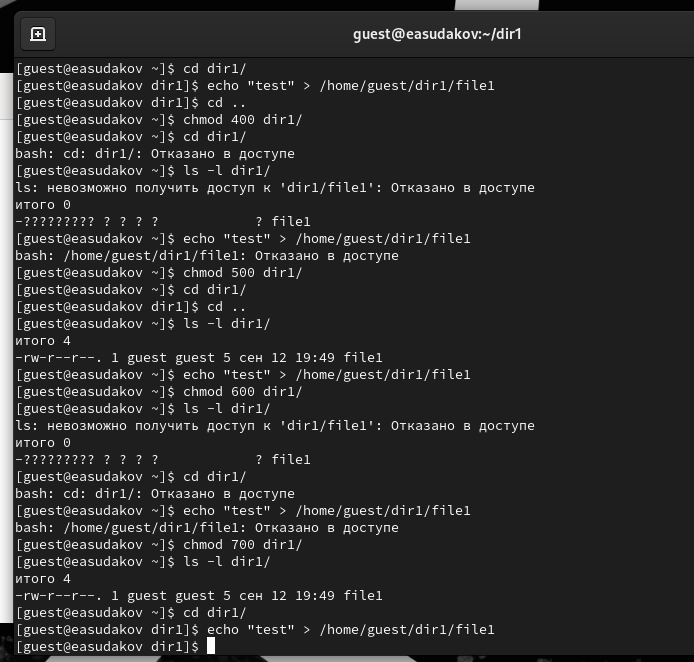 guest@easudakov:~/dir1
[guest@easudakov ~]$ cd dir1/
[guest@easudakov dir1]$ echo "test" > /home/guest/dir1/file1
[guest@easudakov dir1]$ cd ..
[guest@easudakov ~]$ chmod 400 dir1/
[guest@easudakov ~]$ cd dir1/
bash: cd: dir1/: Отказано в доступе
[guest@easudakov ~]$ ls -l dir1/
ls: невозможно получить доступ к 'dir1/file1': Отказано в доступе
итого 0
-????????? ? ? ? ?            ? file1
[guest@easudakov ~]$ echo "test" > /home/guest/dir1/file1
bash: /home/guest/dir1/file1: Отказано в доступе
[guest@easudakov ~]$ chmod 500 dir1/
[guest@easudakov ~]$ cd dir1/
[guest@easudakov dir1]$ cd ..
[guest@easudakov ~]$ ls -l dir1/
итого 4
-rw-r--r--. 1 guest guest 5 сен 12 19:49 file1
[guest@easudakov ~]$ echo "test" > /home/guest/dir1/file1
[guest@easudakov ~]$ chmod 600 dir1/
[guest@easudakov ~]$ ls -l dir1/
ls: невозможно получить доступ к 'dir1/file1': Отказано в доступе
итого 0
-????????? ? ? ? ?            ? file1
[guest@easudakov ~]$ cd dir1/
bash: cd: dir1/: Отказано в доступе
[guest@easudakov ~]$ echo "test" > /home/guest/dir1/file1
bash: /home/guest/dir1/file1: Отказано в доступе
[guest@easudakov ~]$ chmod 700 dir1/
[guest@easudakov ~]$ ls -l dir1/
итого 4
-rw-r--r--. 1 guest guest 5 сен 12 19:49 file1
[guest@easudakov ~]$ cd dir1/
[guest@easudakov dir1]$ echo "test" > /home/guest/dir1/file1
[guest@easudakov dir1]$